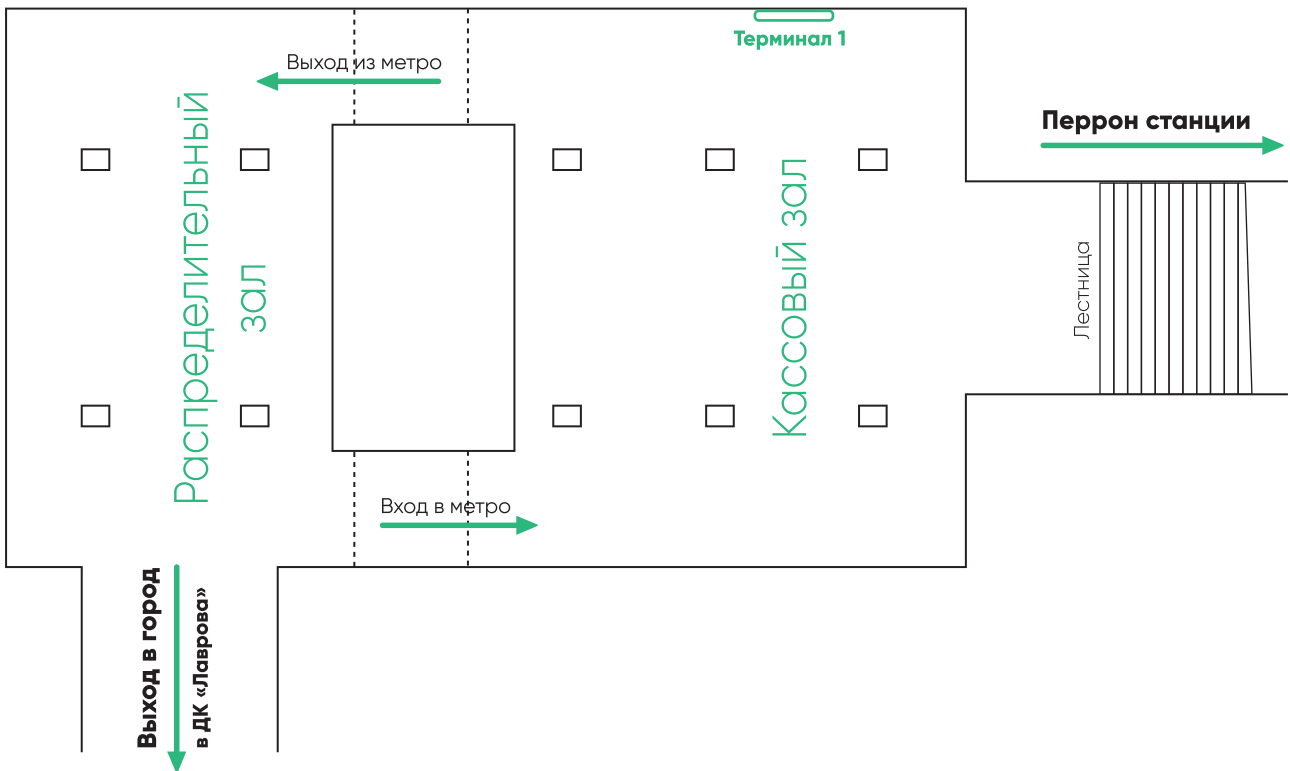 Терминал 1
Выход из метро
Распределительный
зал
Кассовый зал
Перрон станции
Лестница
Вход в метро
Выход в город
в ДК «Лаврова»